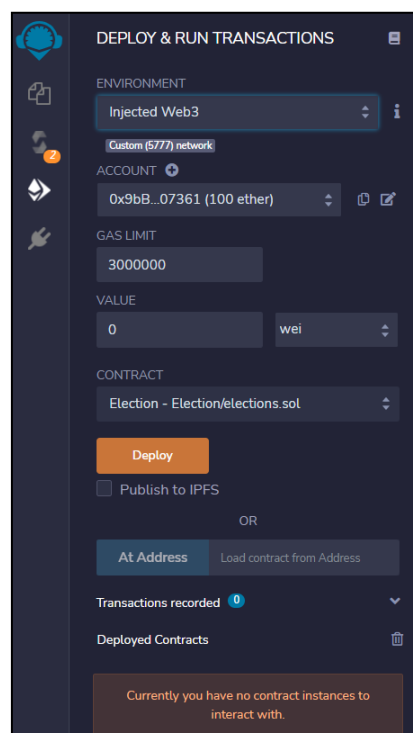 DEPLOY & RUN TRANSACTIONS
ENVIRONMENT
Injected Web3
i
Custom (5777) network
2
ACCOUNT
0x9bB...07361 (100 ether)
GAS LIMIT
3000000
VALUE
0 wei
CONTRACT
Election - Election/elections.sol
Deploy
Publish to IPFS
OR
At Address Load contract from Address
Transactions recorded 0
Deployed Contracts
Currently you have no contract instances to
interact with.